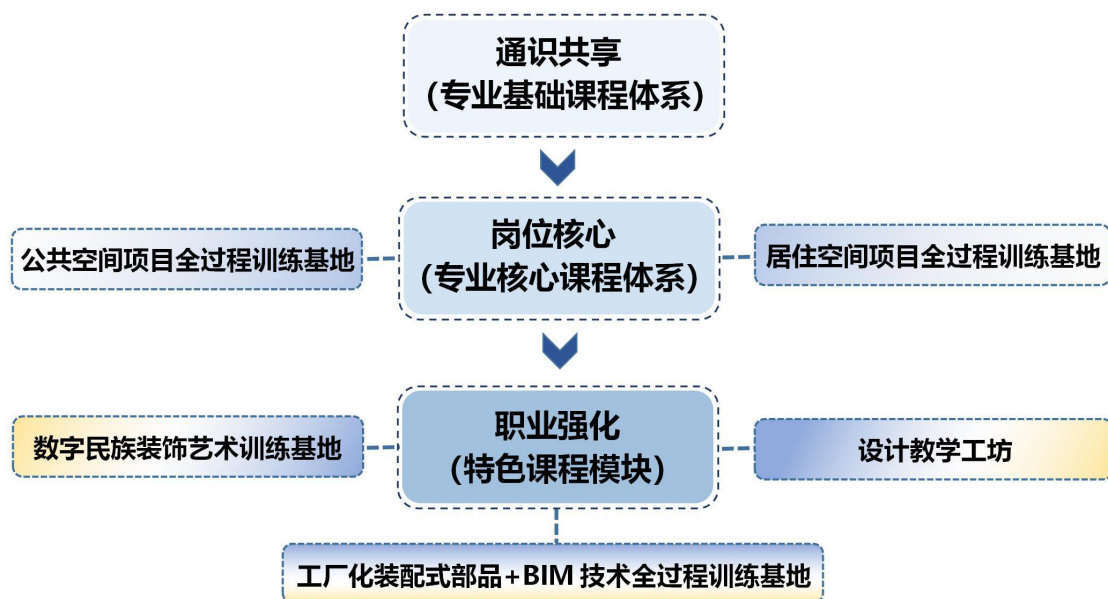 通识共享
（专业基础课程体系）
公共空间项目全过程训练基地
岗位核心
（专业核心课程体系）
居住空间项目全过程训练基地
数字民族装饰艺术训练基地
职业强化
（特色课程模块）
设计教学工坊
工厂化装配式部品+BIM 技术全过程训练基地